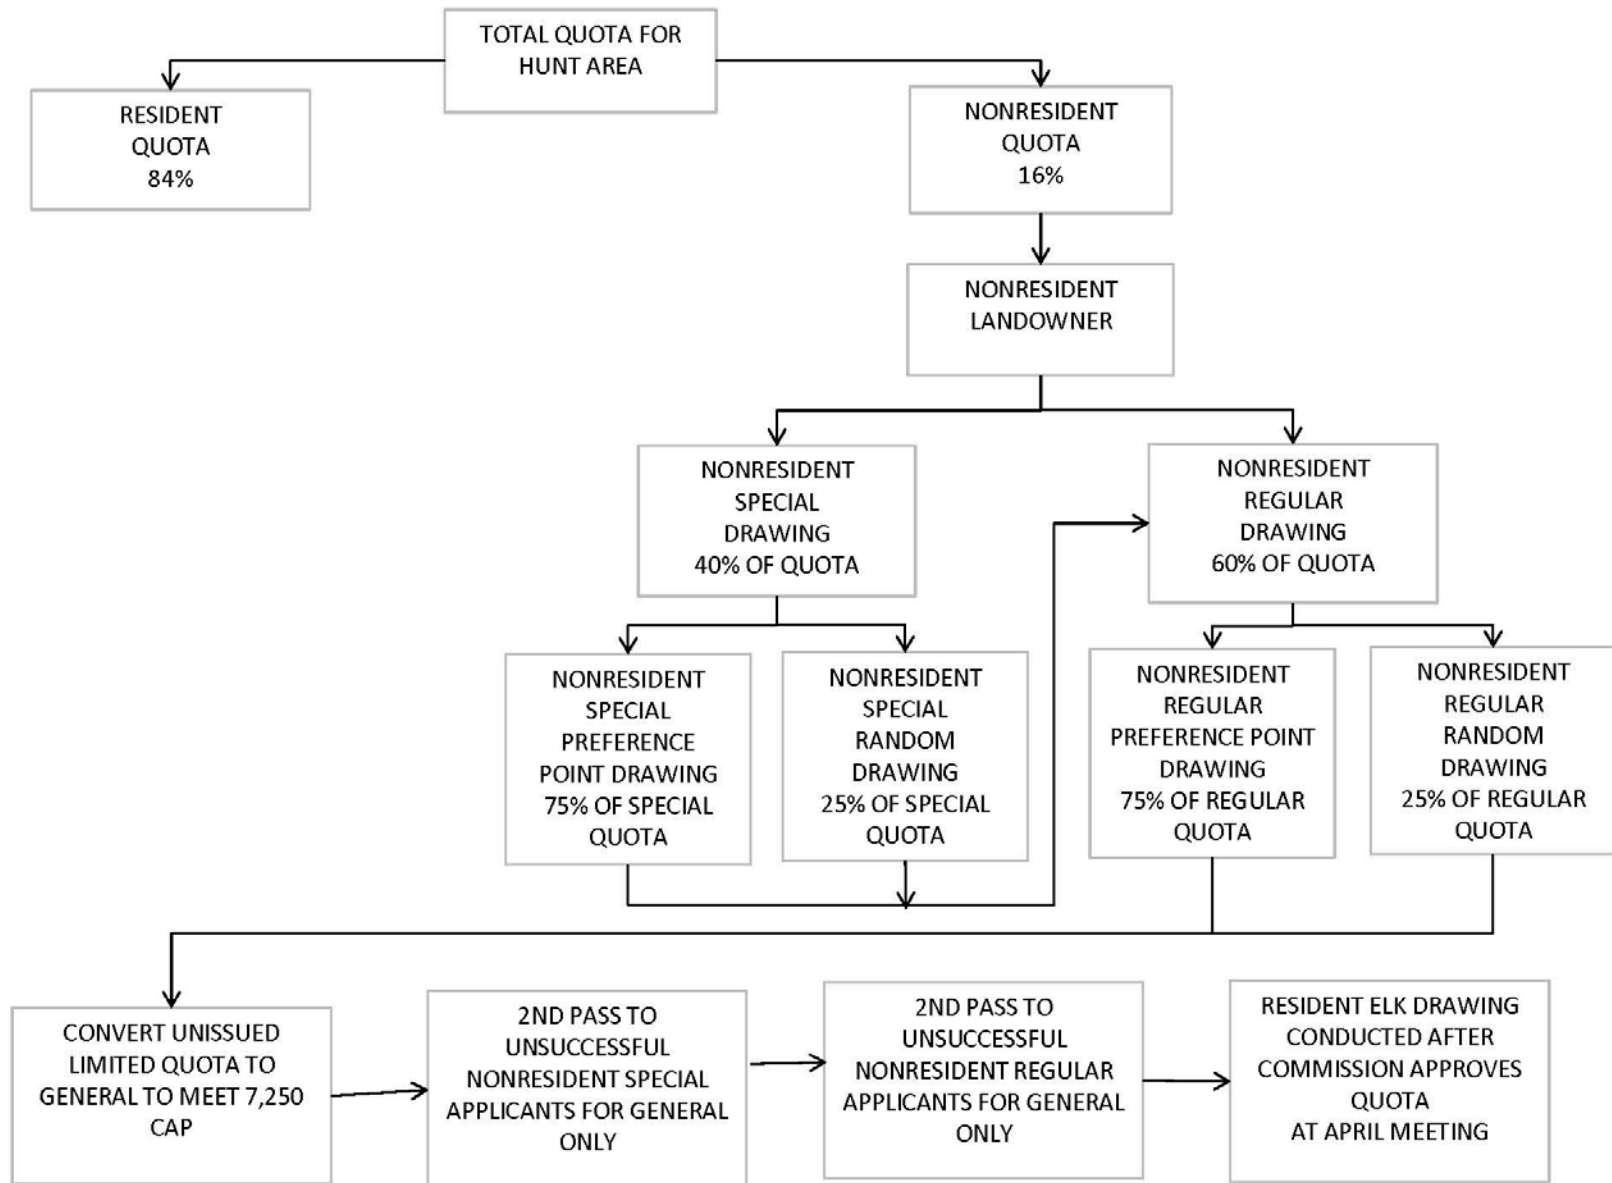 TOTAL QUOTA FOR
HUNT AREA
RESIDENT
QUOTA
84%
NONRESIDENT
QUOTA
16%
NONRESIDENT
LANDOWNER
NONRESIDENT
SPECIAL
DRAWING
40% OF QUOTA
NONRESIDENT
REGULAR
DRAWING
60% OF QUOTA
NONRESIDENT
SPECIAL
PREFERENCE
POINT DRAWING
75% OF SPECIAL
QUOTA
NONRESIDENT
SPECIAL
RANDOM
DRAWING
25% OF SPECIAL
QUOTA
NONRESIDENT
REGULAR
PREFERENCE POINT
DRAWING
75% OF REGULAR
QUOTA
NONRESIDENT
REGULAR
RANDOM
DRAWING
25% OF REGULAR
QUOTA
CONVERT UNISSUED
LIMITED QUOTA TO
GENERAL TO MEET 7,250
CAP
2ND PASS TO
UNSUCCESSFUL
NONRESIDENT SPECIAL
APPLICANTS FOR GENERAL
ONLY
2ND PASS TO
UNSUCCESSFUL
NONRESIDENT REGULAR
APPLICANTS FOR GENERAL
ONLY
RESIDENT ELK DRAWING
CONDUCTED AFTER
COMMISSION APPROVES
QUOTA
AT APRIL MEETING